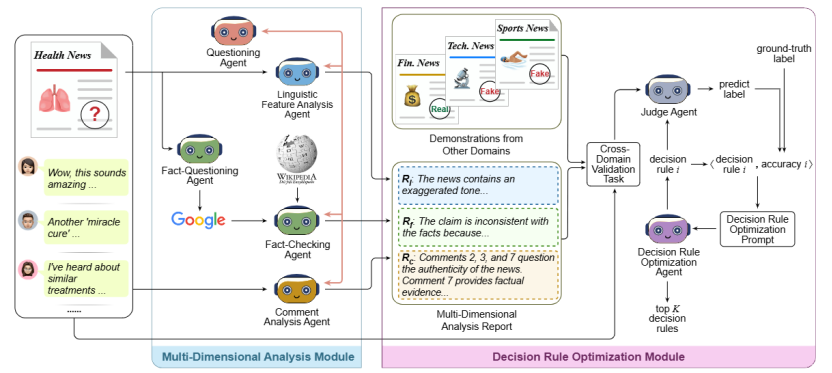 Health News
?
Wow, this sounds
amazing ...
Another 'miracle
cure' ...
I've heard about
similar
treatments ...
......
Questioning
Agent
Linguistic
Feature Analysis
Agent
Fact-Questioning
Agent
WIKIPEDIA
The Free Encyclopedia
Google
Fact-Checking
Agent
Comment
Analysis Agent
Multi-Dimensional Analysis Module
Sports News
Tech. News
Fin. News
Fake
Fake
Real
Demonstrations from
Other Domains
R_l: The news contains an
exaggerated tone...
R_f: The claim is inconsistent with
the facts because...
R_c: Comments 2, 3, and 7 question
the authenticity of the news.
Comment 7 provides factual
evidence...
Multi-Dimensional
Analysis Report
Cross-
Domain
Validation
Task
ground-truth
label
Judge Agent
predict
label
decision
rule i
⟨decision
rule i, accuracy i⟩
Decision Rule
Optimization
Prompt
Decision Rule
Optimization
Agent
top K
decision
rules
Decision Rule Optimization Module